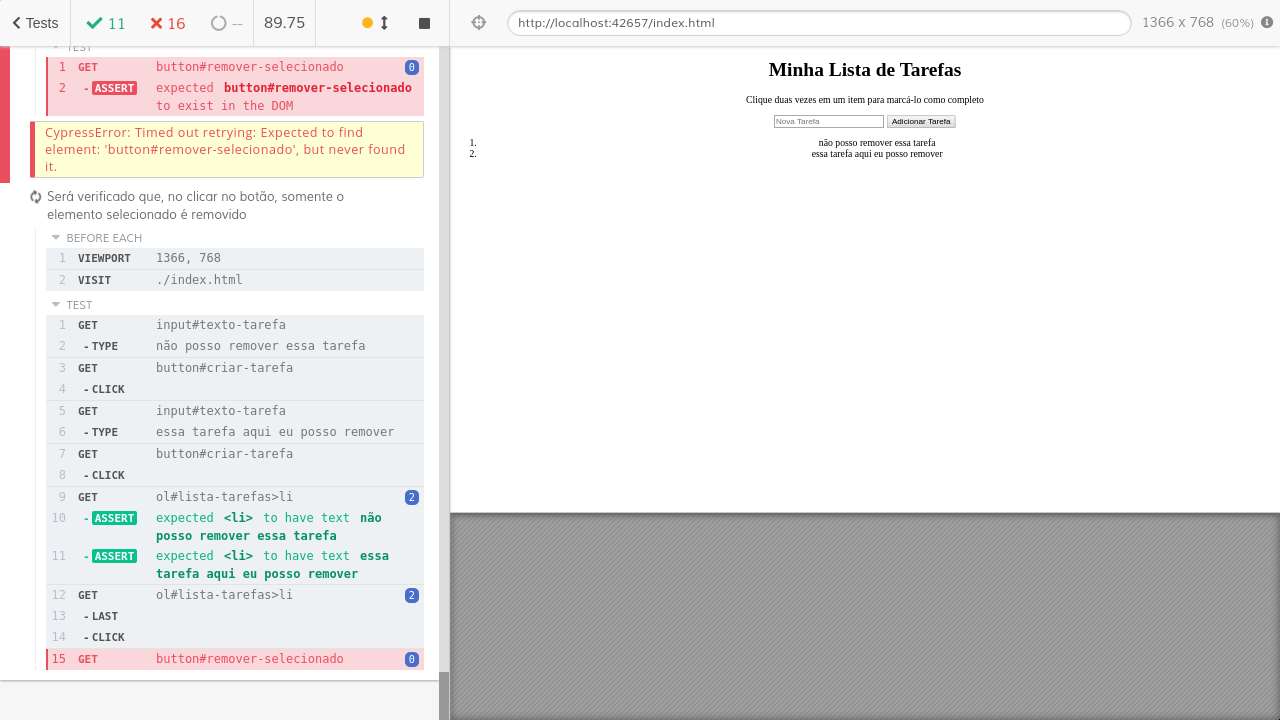 Tests
11
16
--
89.75
http://localhost:42657/index.html
1366 x 768 (60%)
TEST
1 GET button#remover-selecionado 0
2 -ASSERT expected button#remover-selecionado
to exist in the DOM
CypressError: Timed out retrying: Expected to find
element: 'button#remover-selecionado', but never found
it.
Será verificado que, no clicar no botão, somente o
elemento selecionado é removido
BEFORE EACH
1 VIEWPORT 1366, 768
2 VISIT ./index.html
TEST
1 GET input#texto-tarefa
2 -TYPE não posso remover essa tarefa
3 GET button#criar-tarefa
4 -CLICK
5 GET input#texto-tarefa
6 -TYPE essa tarefa aqui eu posso remover
7 GET button#criar-tarefa
8 -CLICK
9 GET ol#lista-tarefas>li 2
10 -ASSERT expected <li> to have text não
posso remover essa tarefa
11 -ASSERT expected <li> to have text essa
tarefa aqui eu posso remover
12 GET ol#lista-tarefas>li 2
13 -LAST
14 -CLICK
15 GET button#remover-selecionado 0
Minha Lista de Tarefas
Clique duas vezes em um item para marcá-lo como completo
Nova Tarefa Adicionar Tarefa
1. não posso remover essa tarefa
2. essa tarefa aqui eu posso remover